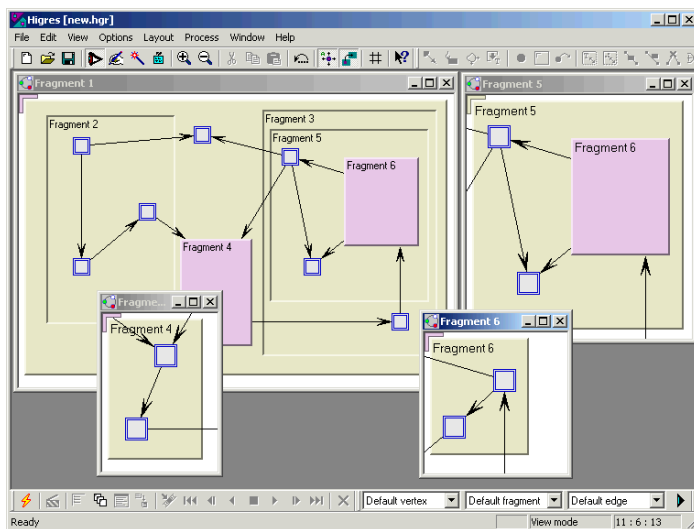 Higres [new.hgr]
File Edit View Options Layout Process Window Help
Fragment 1
Fragment 5
Fragment 2
Fragment 3
Fragment 5
Fragment 6
Fragment 4
Fragment 5
Fragment 6
Fragme...
Fragment 4
Fragment 6
Fragment 6
Default vertex Default fragment Default edge
Ready View mode 11 : 6 : 13